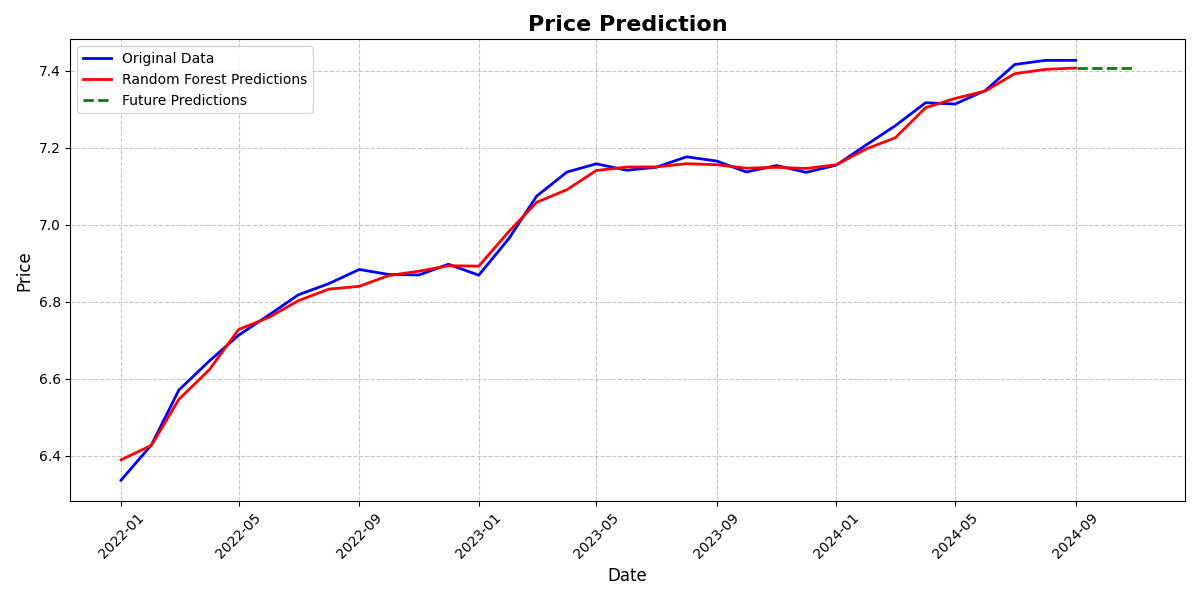 Price Prediction
Original Data
Random Forest Predictions
Future Predictions
Price
7.4
7.2
7.0
6.8
6.6
6.4
2022-01
2022-05
2022-09
2023-01
2023-05
2023-09
2024-01
2024-05
2024-09
Date